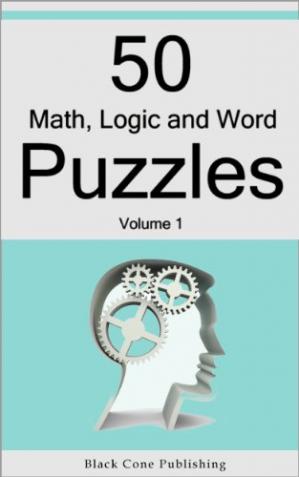 50
Math, Logic and Word
Puzzles
Volume 1
Black Cone Publishing